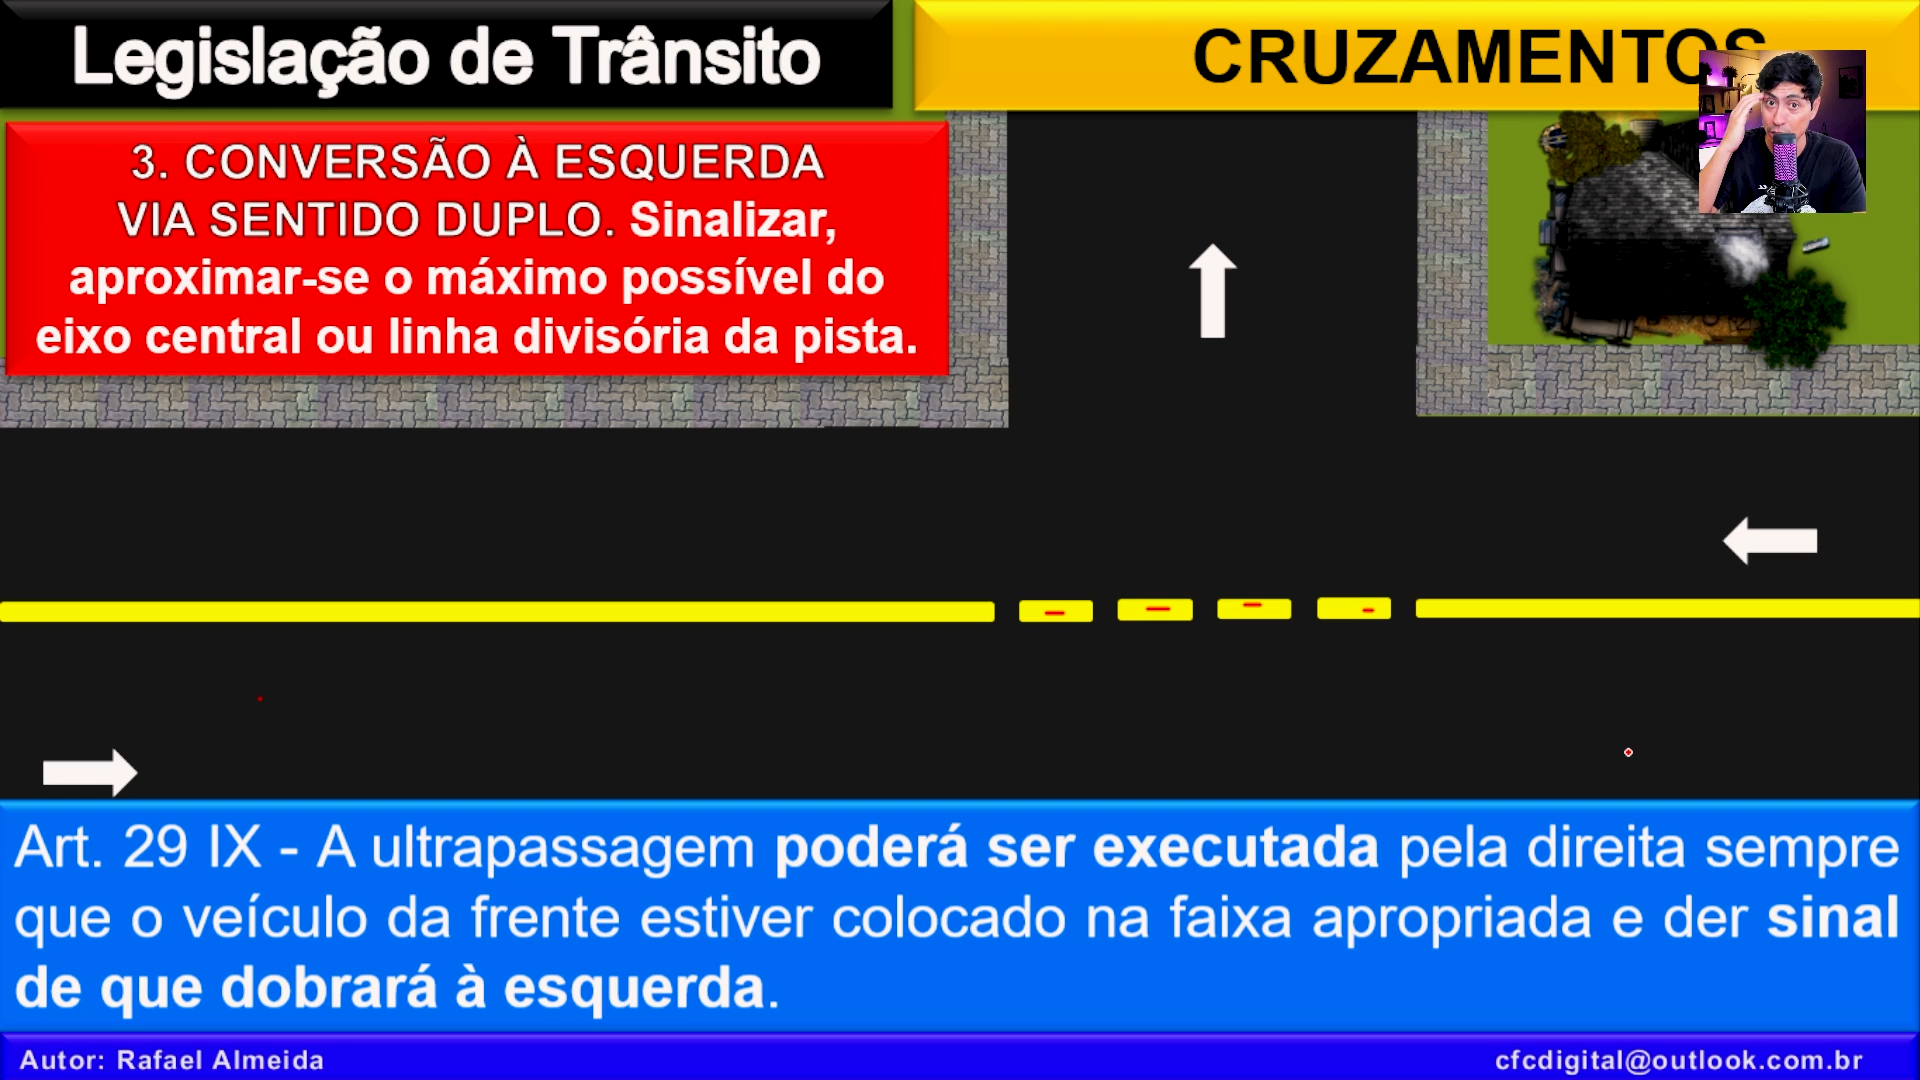 Legislação de Trânsito
CRUZAMENTOS
3. CONVERSÃO À ESQUERDA
VIA SENTIDO DUPLO. Sinalizar,
aproximar-se o máximo possível do
eixo central ou linha divisória da pista.
Art. 29 IX - A ultrapassagem poderá ser executada pela direita sempre
que o veículo da frente estiver colocado na faixa apropriada e der sinal
de que dobrará à esquerda.
Autor: Rafael Almeida
cfcdigital@outlook.com.br